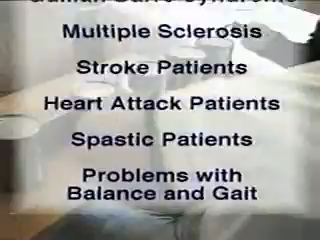 Multiple Sclerosis
Stroke Patients
Heart Attack Patients
Spastic Patients
Problems with
Balance and Gait